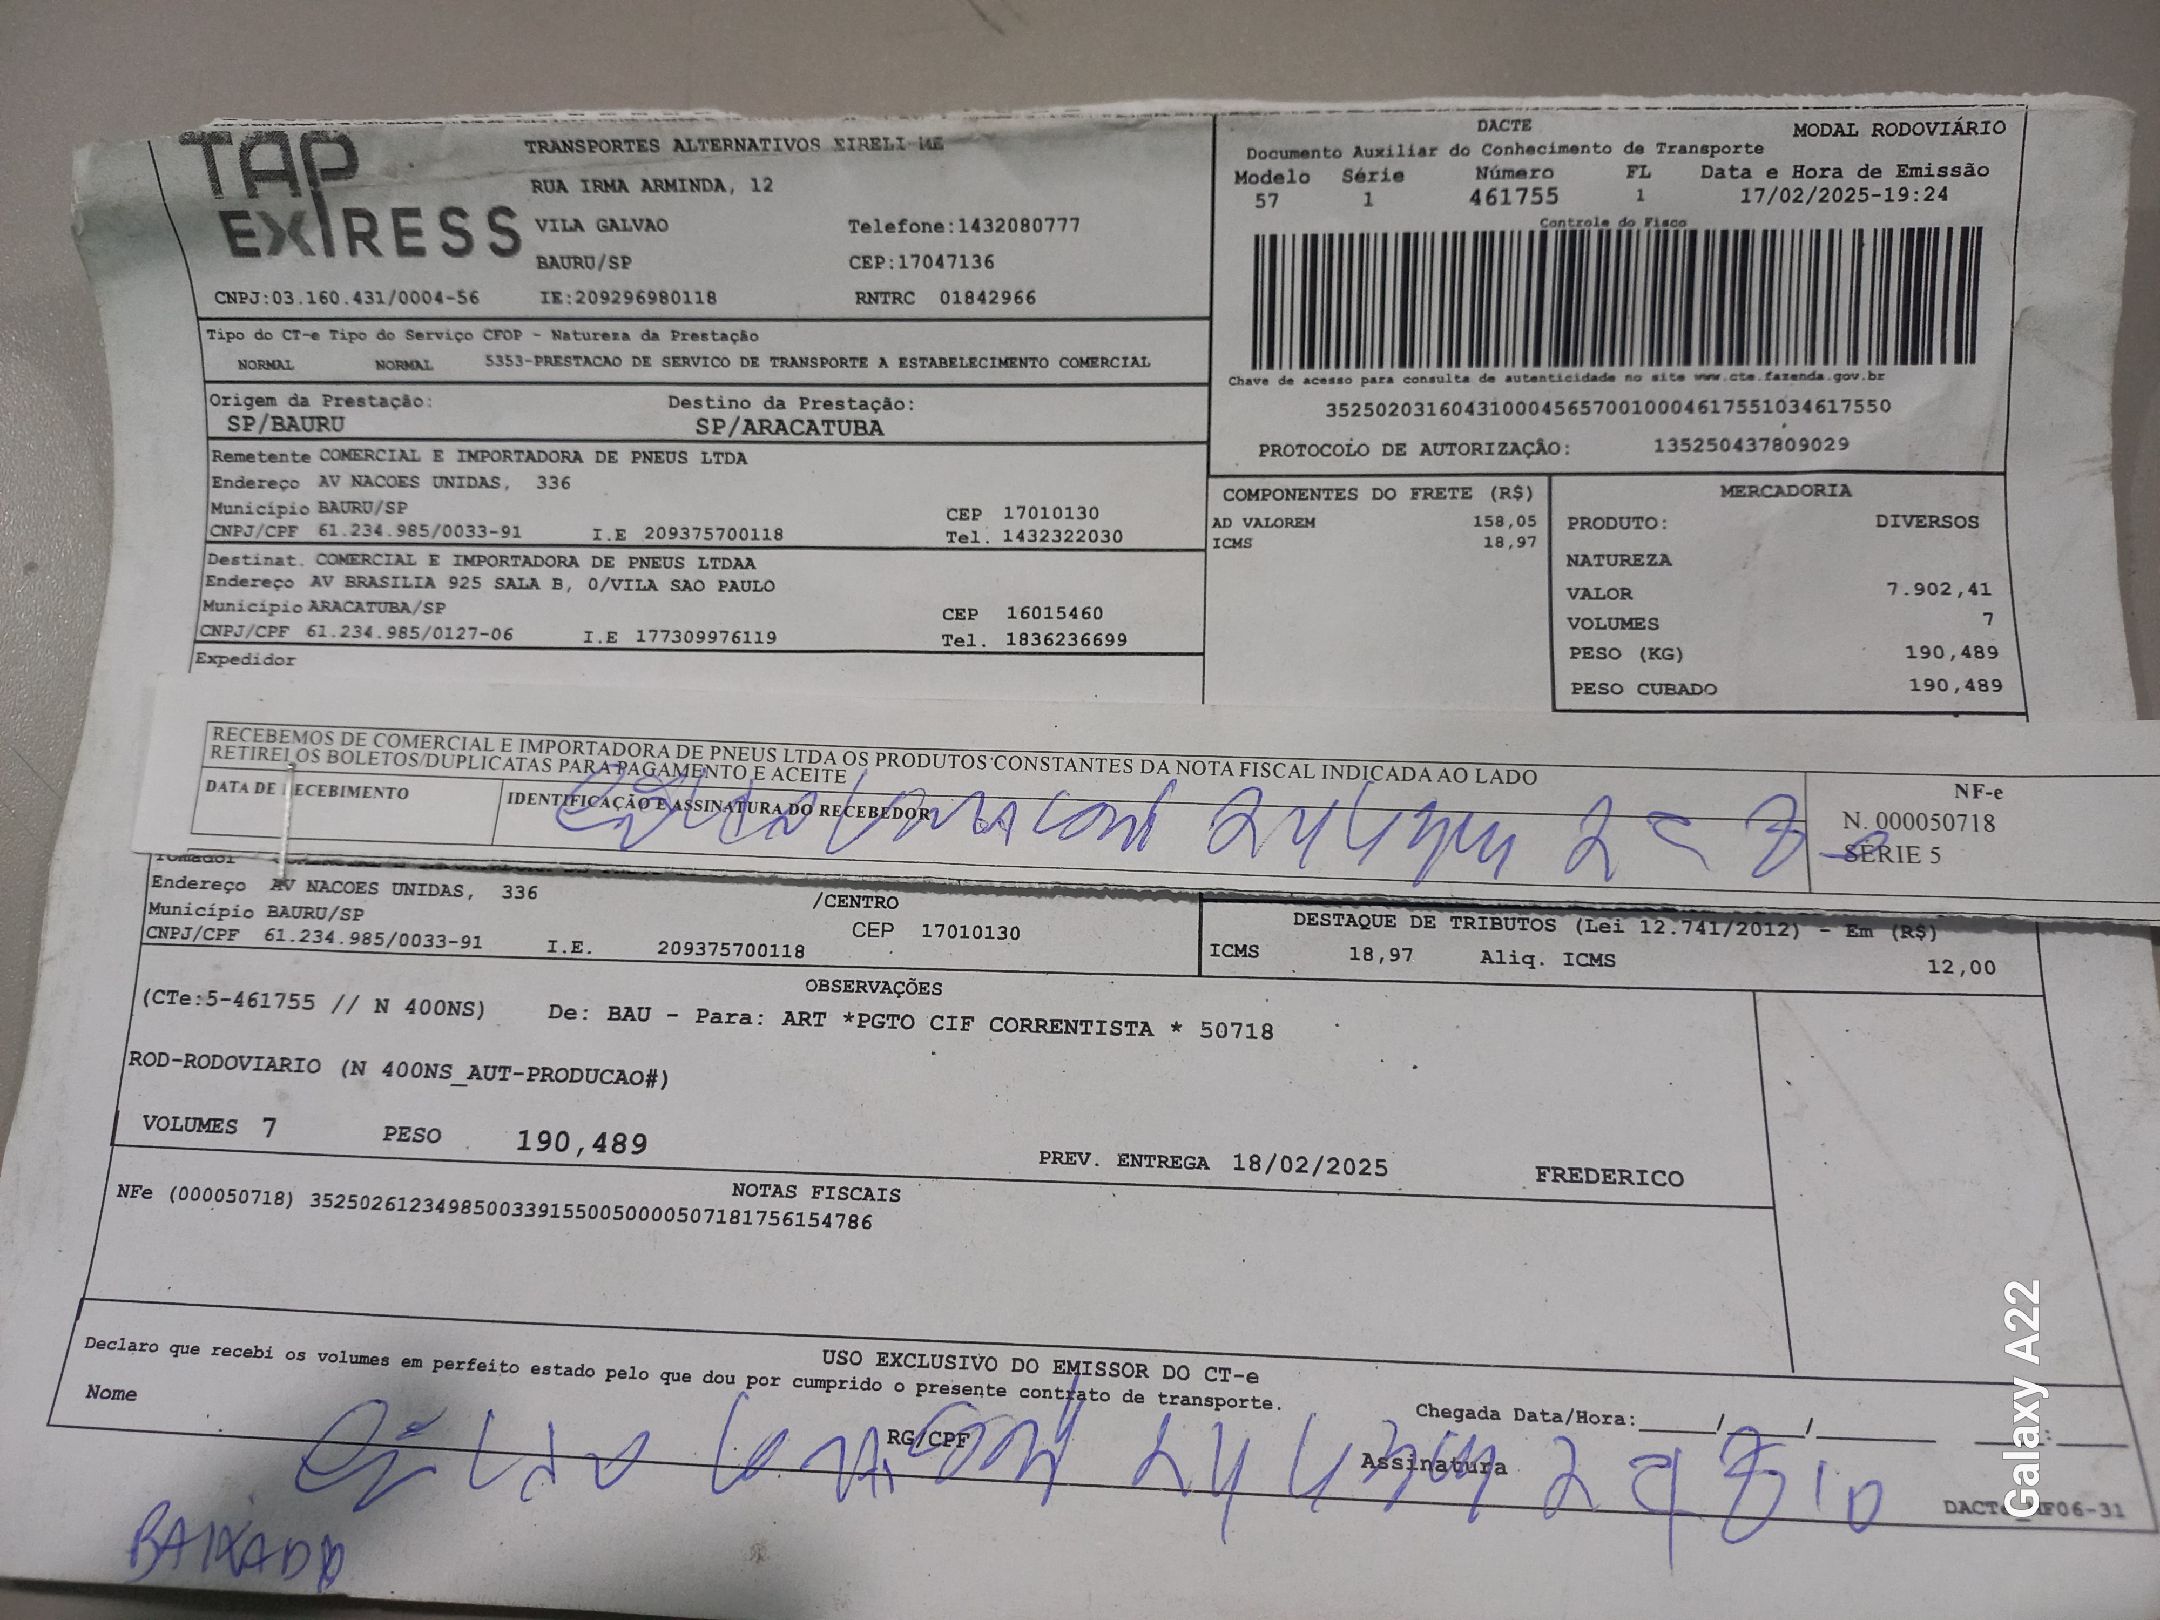 TAP EXPRESS
TRANSPORTES ALTERNATIVOS EIRELI-ME
RUA IRMA ARMINDA, 12
VILA GALVAO Telefone:1432080777
BAURU/SP CEP:17047136
CNPJ:03.160.431/0004-56 IE:209296980118 RNTRC 01842966
DACTE MODAL RODOVIÁRIO
Documento Auxiliar do Conhecimento de Transporte
Modelo Série Número FL Data e Hora de Emissão
57 1 461755 1 17/02/2025-19:24
Controle do Fisco
Chave de acesso para consulta de autenticidade no site www.cte.fazenda.gov.br
35250203160431000456570010004617551034617550
PROTOCOLO DE AUTORIZAÇÃO: 135250437809029
Tipo do CT-e Tipo do Serviço CFOP - Natureza da Prestação
NORMAL NORMAL 5353-PRESTACAO DE SERVICO DE TRANSPORTE A ESTABELECIMENTO COMERCIAL
Origem da Prestação: Destino da Prestação:
SP/BAURU SP/ARACATUBA
Remetente COMERCIAL E IMPORTADORA DE PNEUS LTDA
Endereço AV NACOES UNIDAS, 336
Município BAURU/SP CEP 17010130
CNPJ/CPF 61.234.985/0033-91 I.E 209375700118 Tel. 1432322030
Destinat. COMERCIAL E IMPORTADORA DE PNEUS LTDAA
Endereço AV BRASILIA 925 SALA B, 0/VILA SAO PAULO
Município ARACATUBA/SP CEP 16015460
CNPJ/CPF 61.234.985/0127-06 I.E 177309976119 Tel. 1836236699
Expedidor
COMPONENTES DO FRETE (R$)
AD VALOREM 158,05
ICMS 18,97
MERCADORIA
PRODUTO: DIVERSOS
NATUREZA
VALOR 7.902,41
VOLUMES 7
PESO (KG) 190,489
PESO CUBADO 190,489
RECEBEMOS DE COMERCIAL E IMPORTADORA DE PNEUS LTDA OS PRODUTOS CONSTANTES DA NOTA FISCAL INDICADA AO LADO
RETIREI OS BOLETOS/DUPLICATAS PARA PAGAMENTO E ACEITE
DATA DE RECEBIMENTO IDENTIFICAÇÃO E ASSINATURA DO RECEBEDOR
NF-e
N. 000050718
SÉRIE 5
Tomador
Endereço AV NACOES UNIDAS, 336 /CENTRO
Município BAURU/SP CEP 17010130
CNPJ/CPF 61.234.985/0033-91 I.E. 209375700118
DESTAQUE DE TRIBUTOS (Lei 12.741/2012) - Em (R$)
ICMS 18,97 Aliq. ICMS 12,00
OBSERVAÇÕES
(CTe:5-461755 // N 400NS) De: BAU - Para: ART *PGTO CIF CORRENTISTA * 50718
ROD-RODOVIARIO (N 400NS_AUT-PRODUCAO#)
VOLUMES 7 PESO 190,489
PREV. ENTREGA 18/02/2025 FREDERICO
NOTAS FISCAIS
NFe (000050718) 35250261234985003391550050000507181756154786
USO EXCLUSIVO DO EMISSOR DO CT-e
Declaro que recebi os volumes em perfeito estado pelo que dou por cumprido o presente contrato de transporte.
Nome RG/CPF Assinatura
Chegada Data/Hora: ____/____/______ ____:____
BAIXADO
Galaxy A22